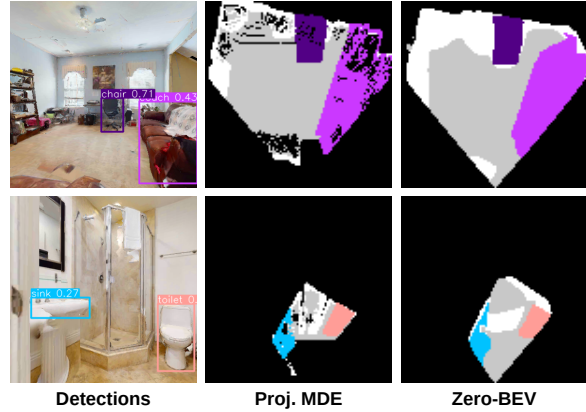 chair 0.71
couch 0.43
sink 0.27
toilet 0.
Detections
Proj. MDE
Zero-BEV